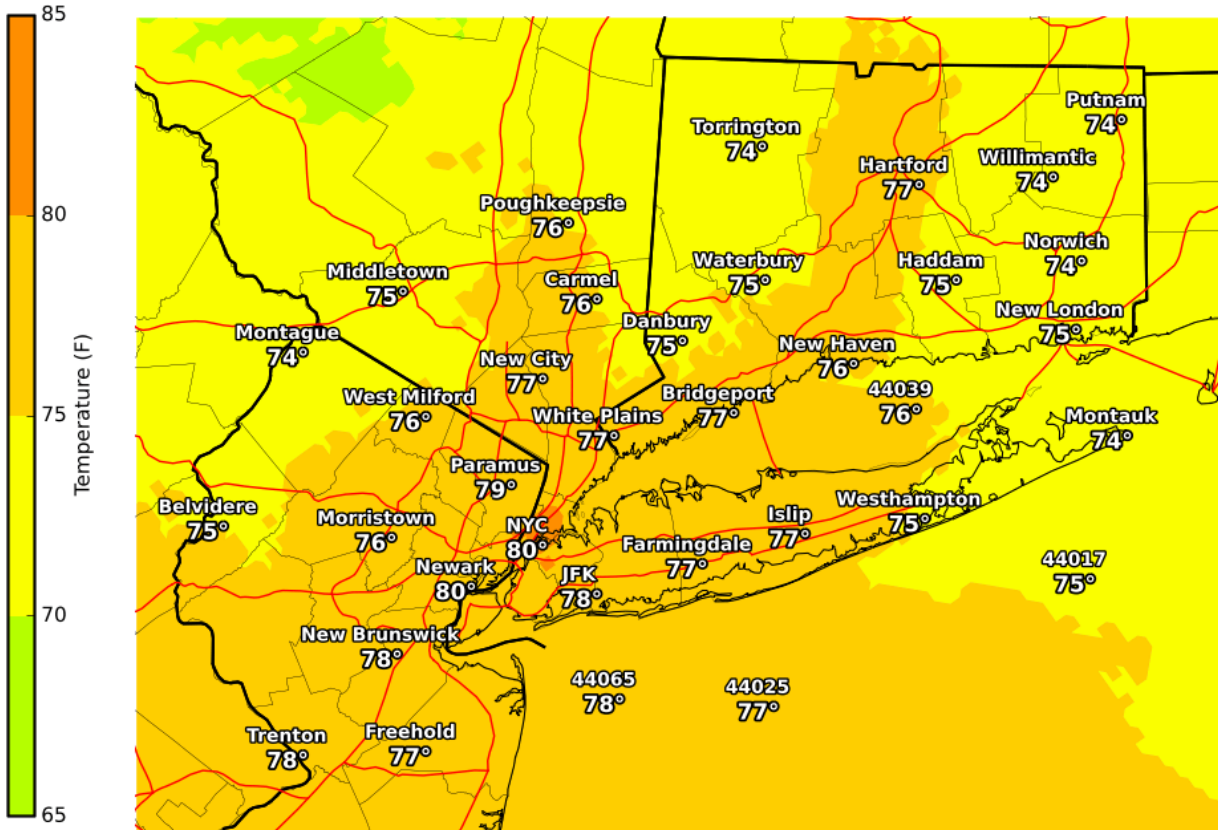 85
80
75
70
65
Temperature (F)
Putnam
74°
Torrington
74°
Willimantic
74°
Hartford
77°
Poughkeepsie
76°
Norwich
74°
Waterbury
75°
Haddam
75°
Middletown
75°
Carmel
76°
New London
75°
Danbury
75°
Montague
74°
New Haven
76°
New City
77°
44039
76°
West Milford
76°
Bridgeport
77°
White Plains
77°
Montauk
74°
Paramus
79°
Belvidere
75°
Westhampton
75°
Morristown
76°
Islip
77°
NYC
80°
Farmingdale
77°
44017
75°
Newark
80°
JFK
78°
New Brunswick
78°
44065
78°
44025
77°
Trenton
78°
Freehold
77°